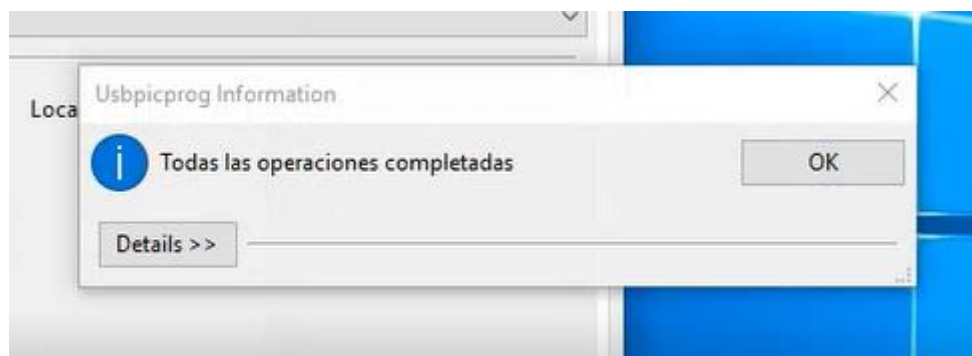 Usbpicprog Information
Loca
Todas las operaciones completadas
OK
Details >>